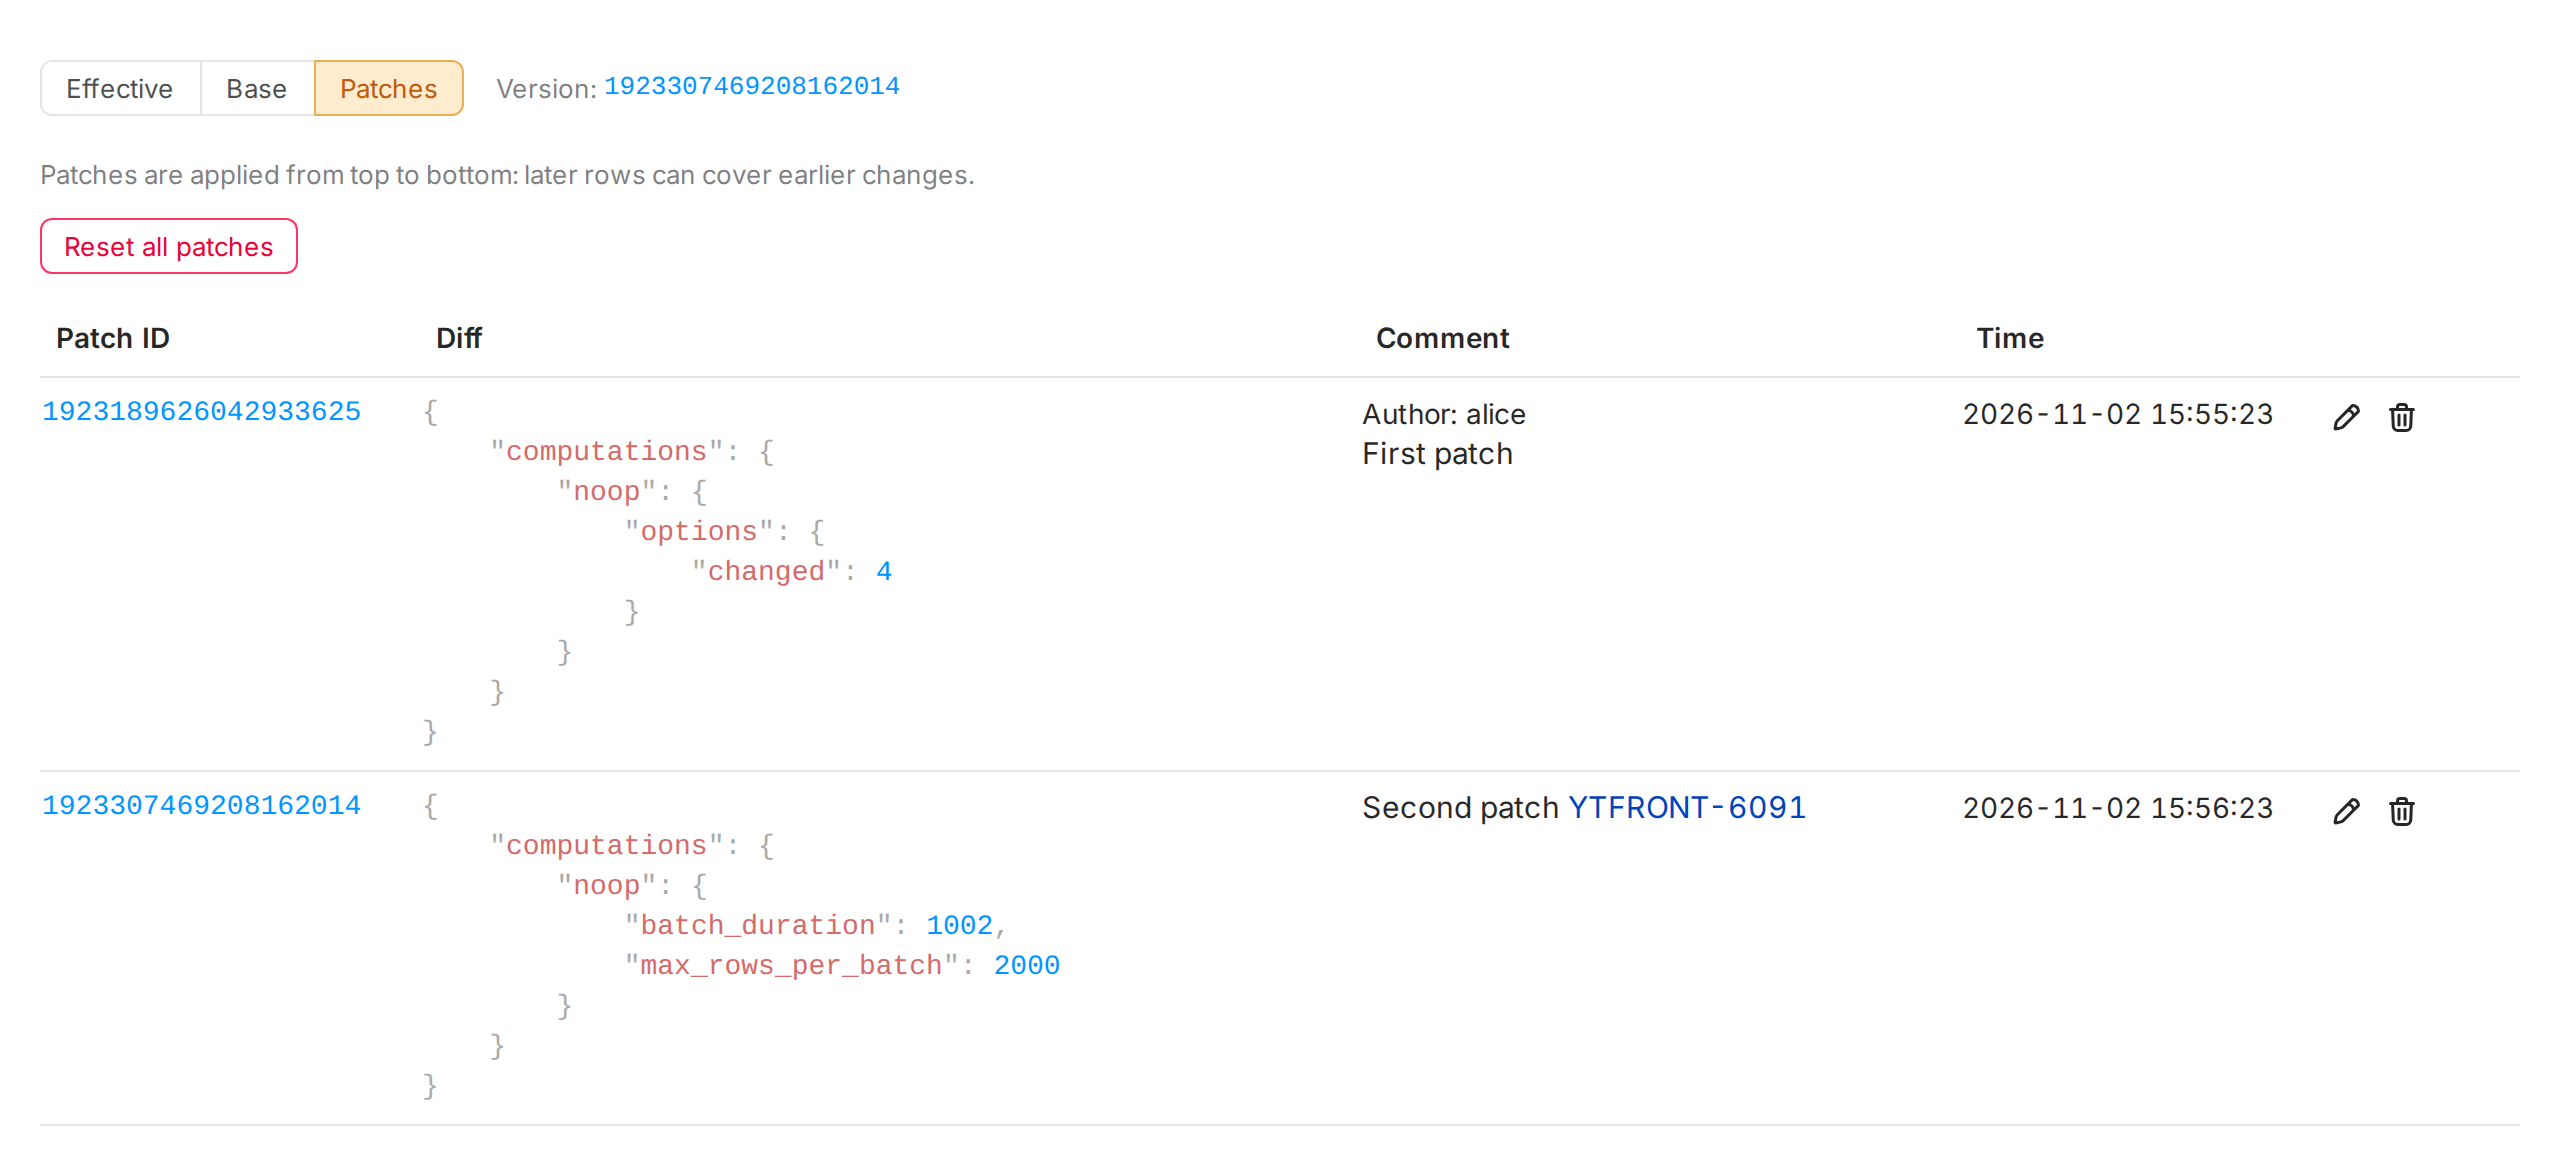 Effective Base Patches Version: 1923307469208162014
Patches are applied from top to bottom: later rows can cover earlier changes.
Reset all patches
Patch ID Diff Comment Time
1923189626042933625 { Author: alice 2026-11-02 15:55:23
"computations": { First patch
"noop": {
"options": {
"changed": 4
}
}
}
}
1923307469208162014 { Second patch YTFRONT-6091 2026-11-02 15:56:23
"computations": {
"noop": {
"batch_duration": 1002,
"max_rows_per_batch": 2000
}
}
}